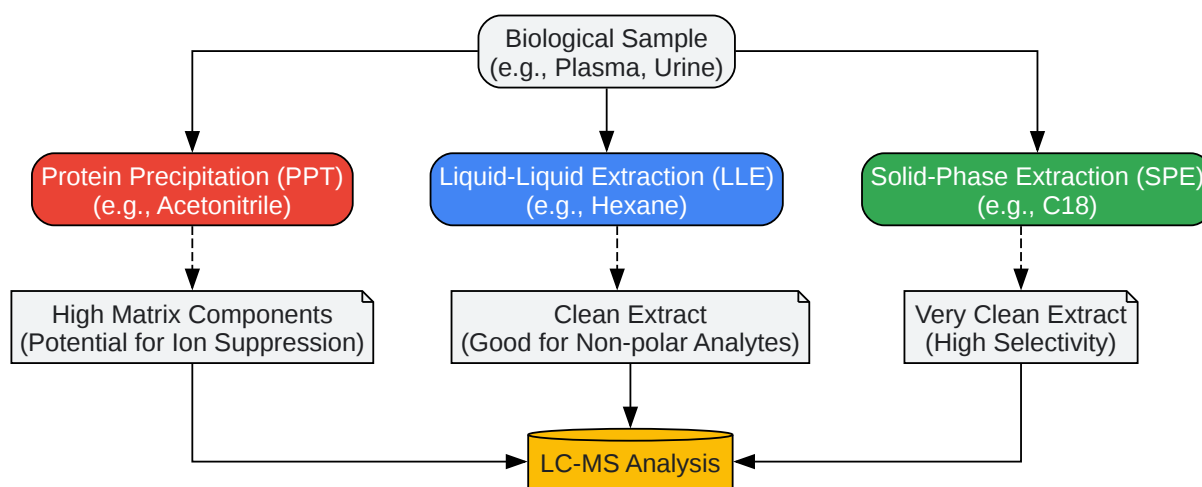 Biological Sample
(e.g., Plasma, Urine)
Protein Precipitation (PPT)
(e.g., Acetonitrile)
Liquid-Liquid Extraction (LLE)
(e.g., Hexane)
Solid-Phase Extraction (SPE)
(e.g., C18)
High Matrix Components
(Potential for Ion Suppression)
Clean Extract
(Good for Non-polar Analytes)
Very Clean Extract
(High Selectivity)
LC-MS Analysis